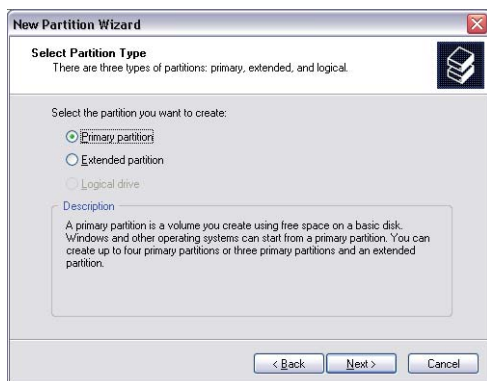 New Partition Wizard
Select Partition Type
There are three types of partitions: primary, extended, and logical.
Select the partition you want to create:
Primary partition
Extended partition
Logical drive
Description
A primary partition is a volume you create using free space on a basic disk.
Windows and other operating systems can start from a primary partition. You can
create up to four primary partitions or three primary partitions and an extended
partition.
< Back
Next >
Cancel